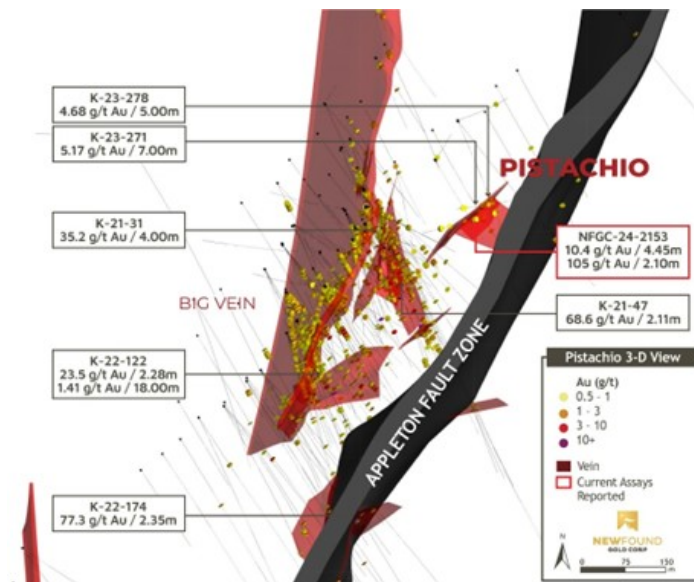 K-23-278
4.68 g/t Au / 5.00m
K-23-271
5.17 g/t Au / 7.00m
PISTACHIO
K-21-31
35.2 g/t Au / 4.00m
NFGC-24-2153
10.4 g/t Au / 4.45m
105 g/t Au / 2.10m
BIG VEIN
K-21-47
68.6 g/t Au / 2.11m
K-22-122
23.5 g/t Au / 2.28m
1.41 g/t Au / 18.00m
APPLETON FAULT ZONE
K-22-174
77.3 g/t Au / 2.35m
Pistachio 3-D View
Au (g/t)
0.5 - 1
1 - 3
3 - 10
10+
Vein
Current Assays
Reported
N
NEWFOUND
GOLD CORP
0 75 150